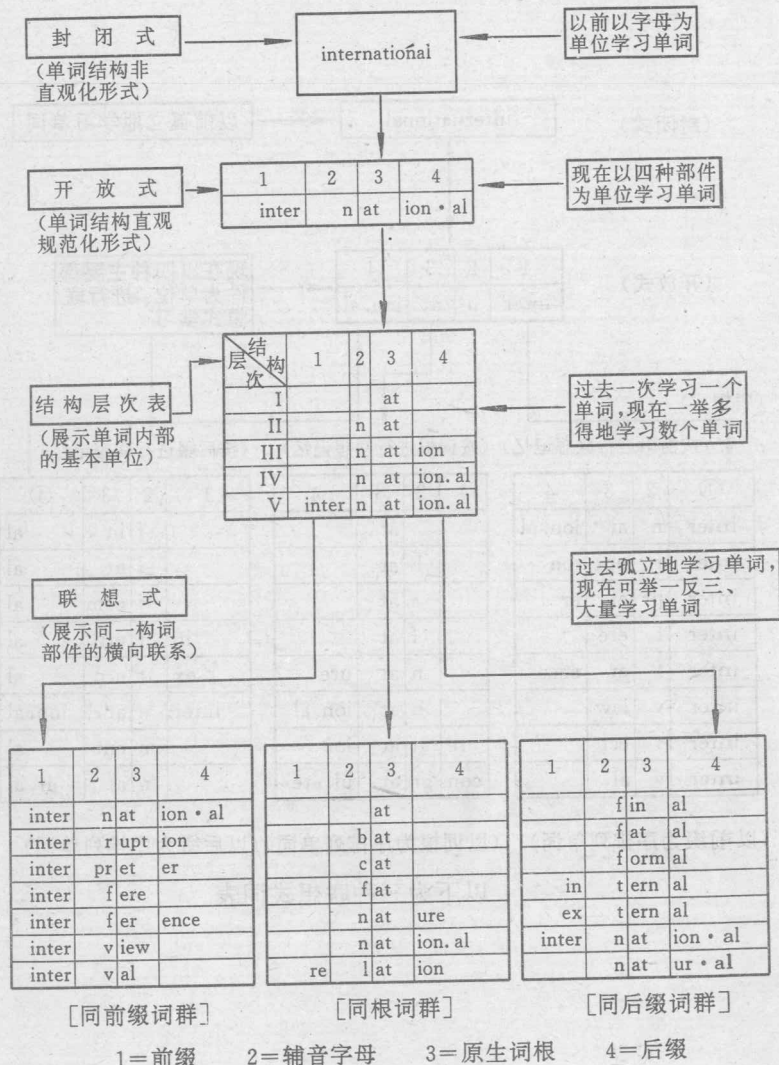 封闭式
(单词结构非
直观化形式)
international
以前以字母为
单位学习单词
开放式
(单词结构直观
规范化形式)
1 2 3 4
inter n at ion·al
现在以四种部件
为单位学习单词
结构层次表
(展示单词内部
的基本单位)
结构
层次 1 2 3 4
I at
II n at
III n at ion
IV n at ion.al
V inter n at ion.al
过去一次学习一个
单词,现在一举多
得地学习数个单词
联想式
(展示同一构词
部件的横向联系)
过去孤立地学习单词,
现在可举一反三
大量学习单词
1 2 3 4
inter n at ion·al
inter r upt ion
inter pr et er
inter f ere
inter f er ence
inter v iew
inter v al
[同前缀词群]
1 2 3 4
at
b at
c at
f at
n at ure
n at ion.al
re l at ion
[同根词群]
1 2 3 4
f in al
f at al
f orm al
in t ern al
ex t ern al
inter n at ion·al
n at ur·al
[同后缀词群]
1=前缀 2=辅音字母 3=原生词根 4=后缀